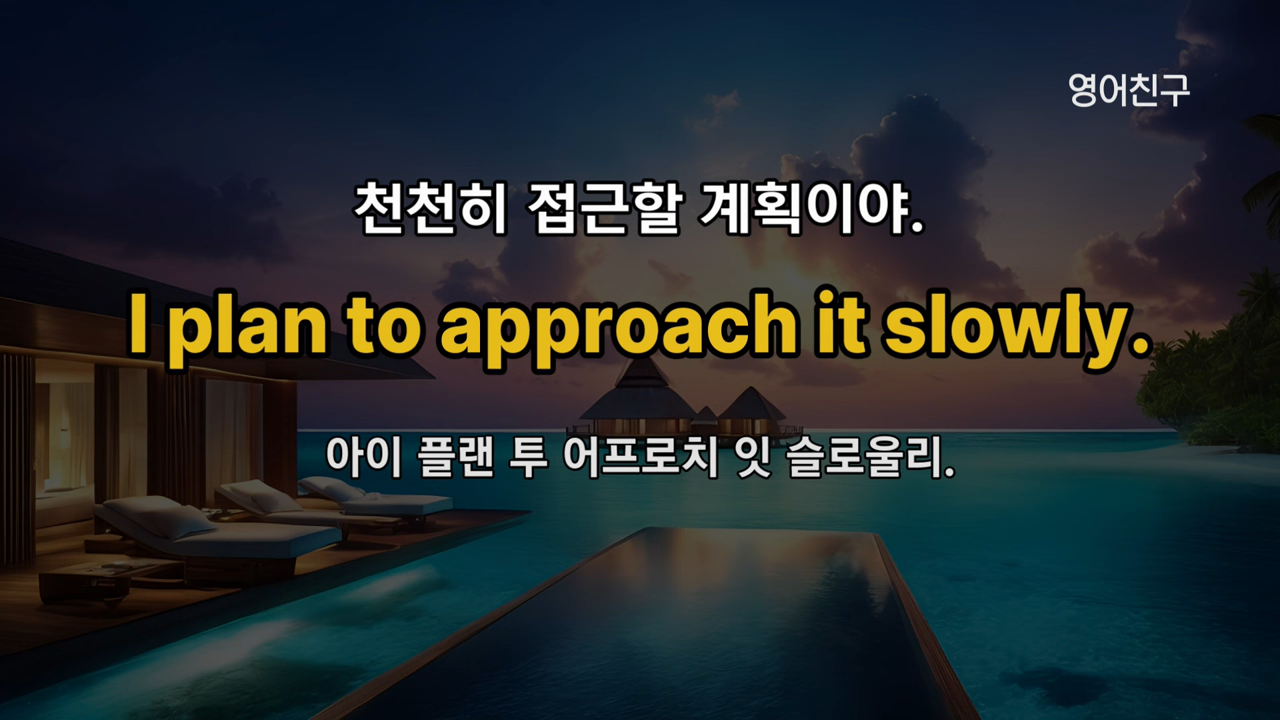 영어친구
천천히 접근할 계획이야.
I plan to approach it slowly.
아이 플랜 투 어프로치 잇 슬로울리.